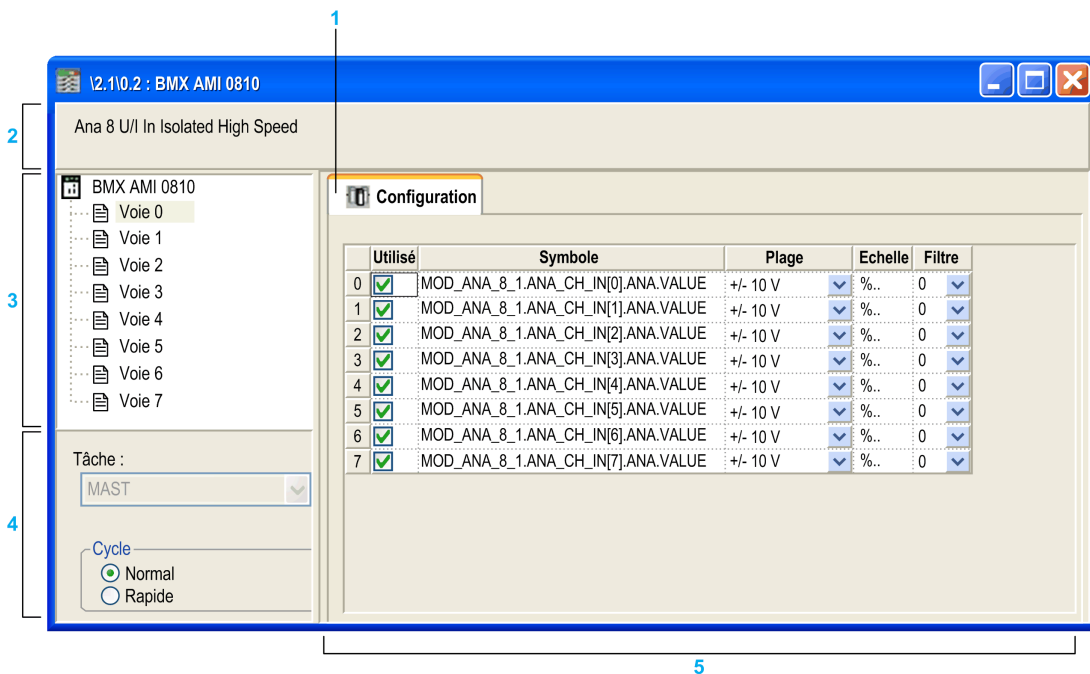 1
\2.1\0.2 : BMX AMI 0810
2
Ana 8 U/I In Isolated High Speed
3
BMX AMI 0810
Voie 0
Voie 1
Voie 2
Voie 3
Voie 4
Voie 5
Voie 6
Voie 7
4
Tâche :
MAST
Cycle
Normal
Rapide
Configuration
Utilisé Symbole Plage Echelle Filtre
0 MOD_ANA_8_1.ANA_CH_IN[0].ANA.VALUE +/- 10 V %.. 0
1 MOD_ANA_8_1.ANA_CH_IN[1].ANA.VALUE +/- 10 V %.. 0
2 MOD_ANA_8_1.ANA_CH_IN[2].ANA.VALUE +/- 10 V %.. 0
3 MOD_ANA_8_1.ANA_CH_IN[3].ANA.VALUE +/- 10 V %.. 0
4 MOD_ANA_8_1.ANA_CH_IN[4].ANA.VALUE +/- 10 V %.. 0
5 MOD_ANA_8_1.ANA_CH_IN[5].ANA.VALUE +/- 10 V %.. 0
6 MOD_ANA_8_1.ANA_CH_IN[6].ANA.VALUE +/- 10 V %.. 0
7 MOD_ANA_8_1.ANA_CH_IN[7].ANA.VALUE +/- 10 V %.. 0
5